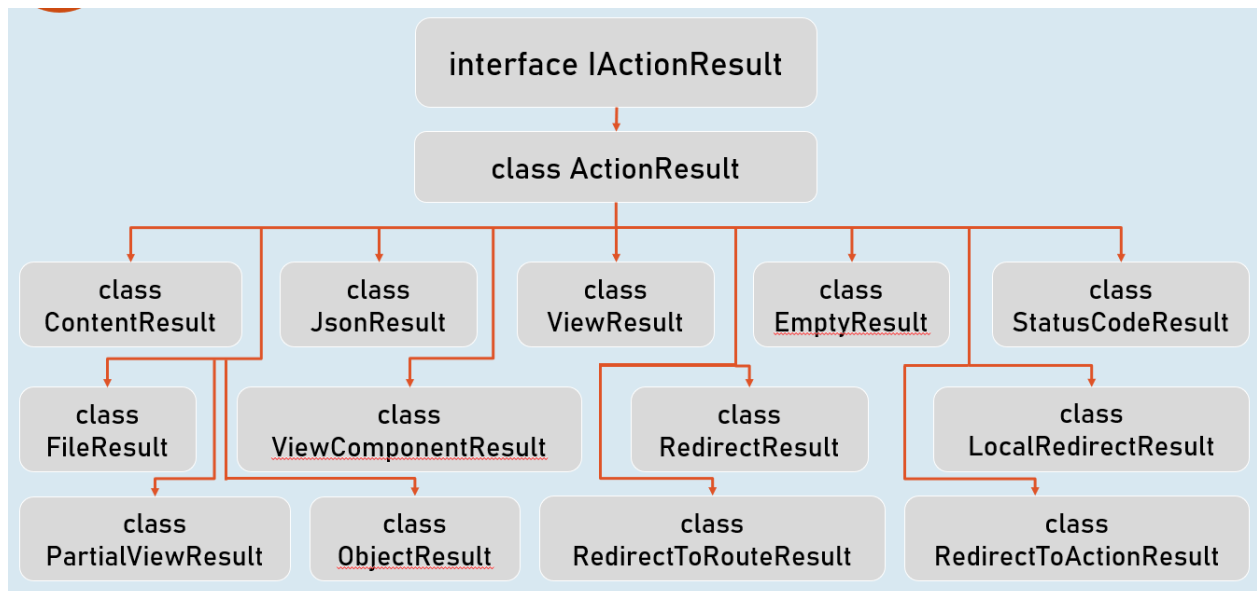 interface IActionResult
class ActionResult
class
ContentResult
class
JsonResult
class
ViewResult
class
EmptyResult
class
StatusCodeResult
class
FileResult
class
ViewComponentResult
class
RedirectResult
class
LocalRedirectResult
class
PartialViewResult
class
ObjectResult
class
RedirectToRouteResult
class
RedirectToActionResult